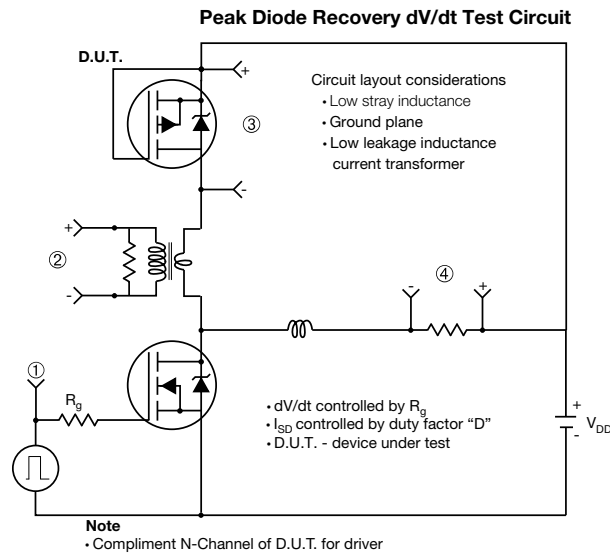 Peak Diode Recovery dV/dt Test Circuit
D.U.T.
+
Circuit layout considerations
• Low stray inductance
• Ground plane
• Low leakage inductance
current transformer
③
-
+
②
-
④
-
+
①
Rg
• dV/dt controlled by Rg
• ISD controlled by duty factor “D”
• D.U.T. - device under test
+
-
VDD
Note
• Compliment N-Channel of D.U.T. for driver